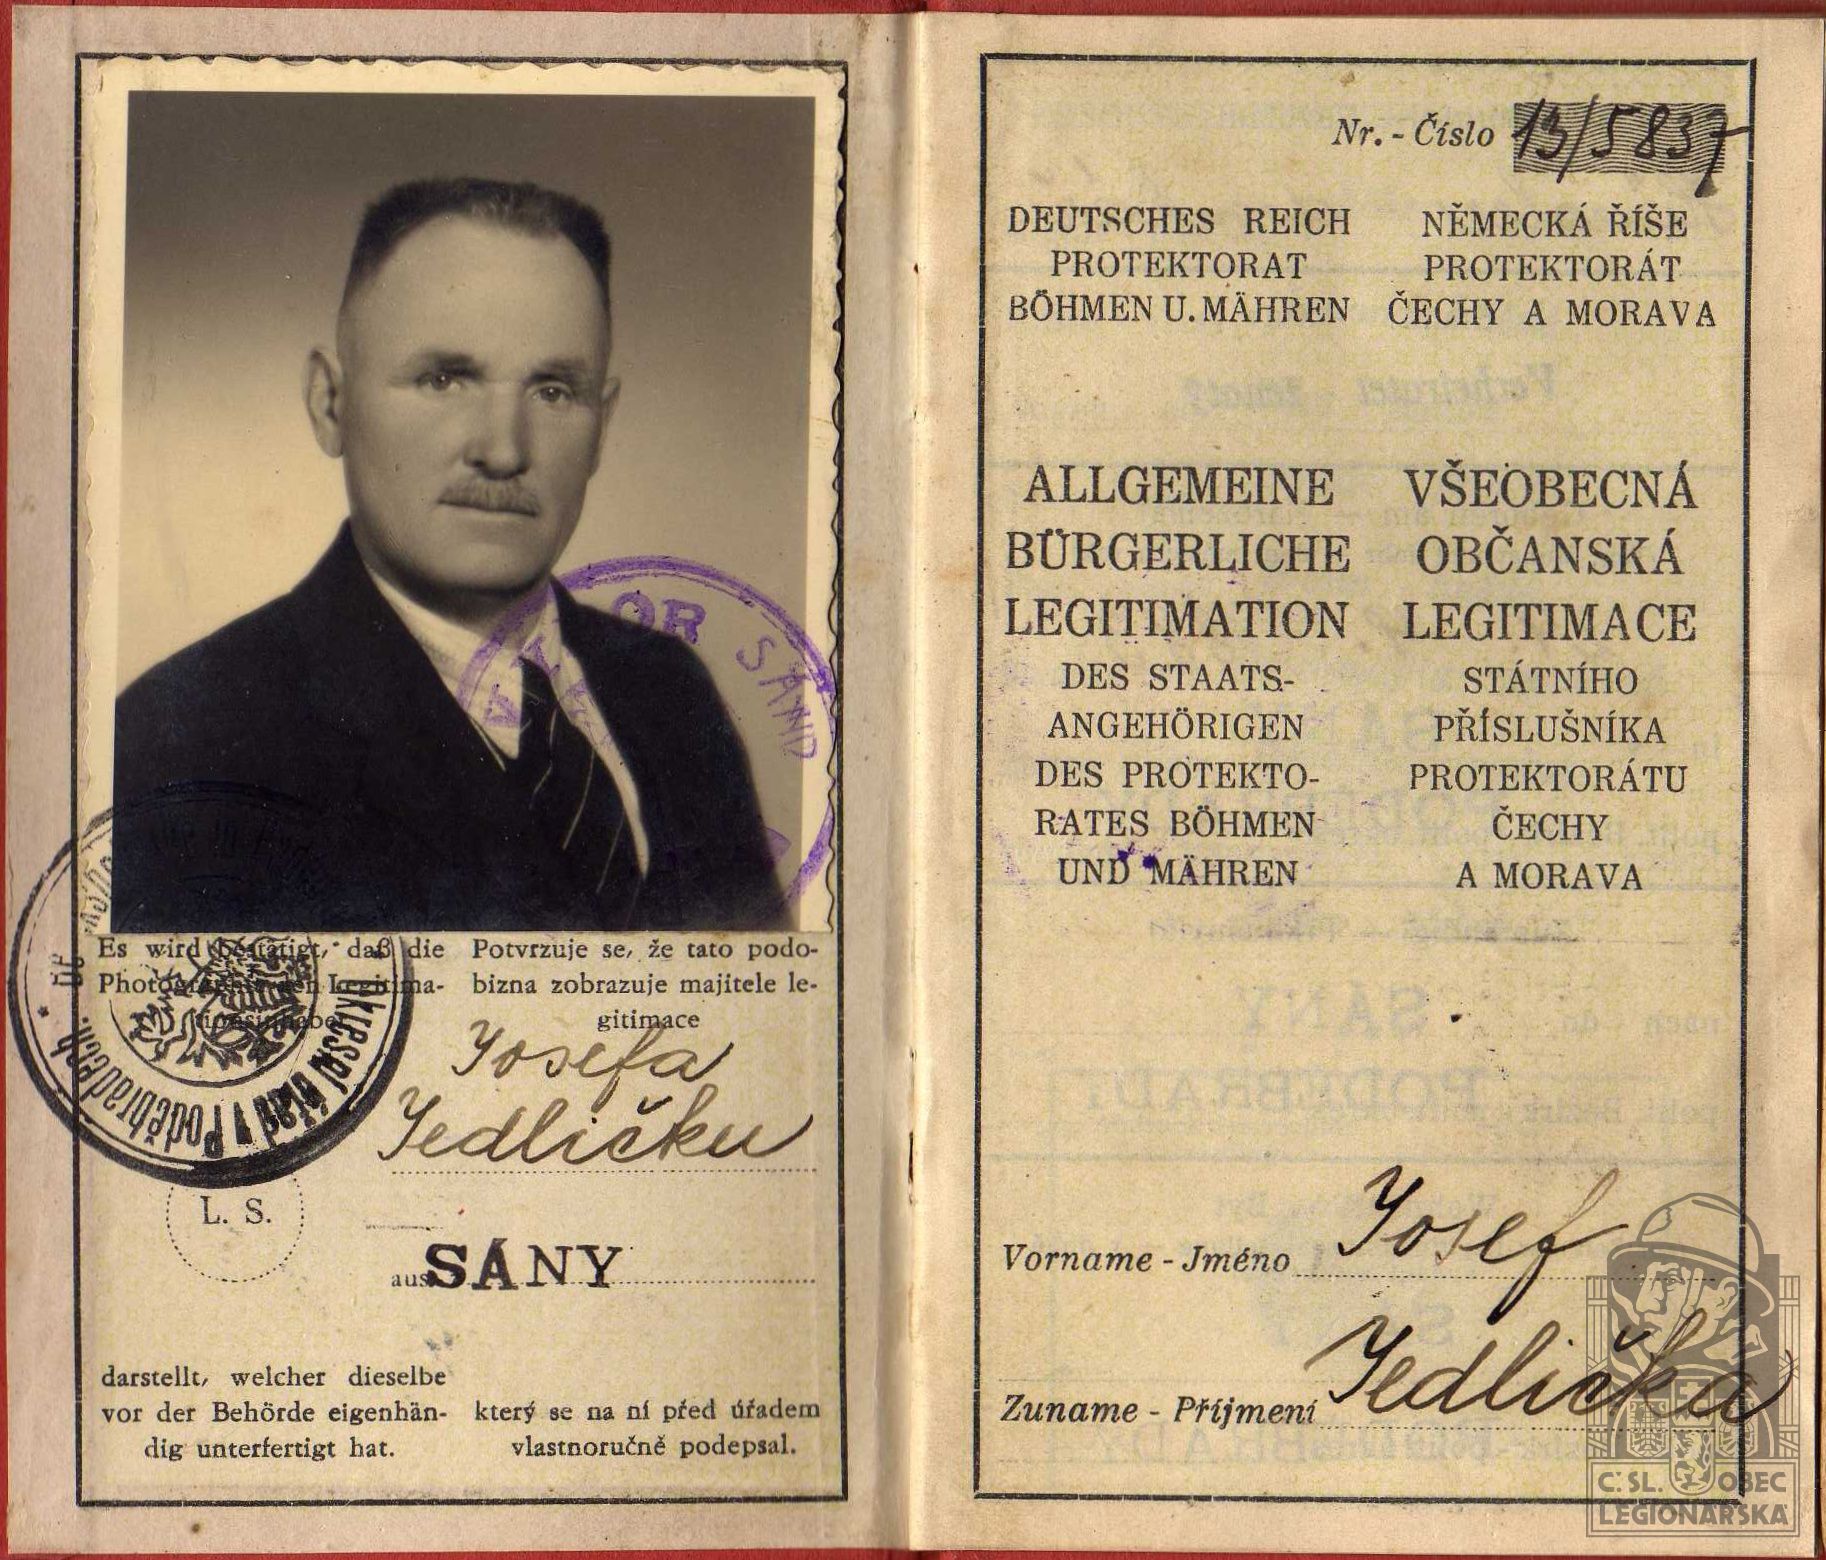 Es wird bestätigt, daß die
Photographie den Legitima-
tionsinhaber
Potvrzuje se, že tato podo-
bizna zobrazuje majitele le-
gitimace
Josefa
Jedličku
L. S.
aus SÁNY
darstellt, welcher dieselbe
vor der Behörde eigenhän-
dig unterfertigt hat.
který se na ní před úřadem
vlastnoručně podepsal.
Okresní úřad v Poděbradech.
SAND
Nr. - Číslo 13/5837
DEUTSCHES REICH
PROTEKTORAT
BÖHMEN U. MÄHREN
NĚMECKÁ ŘÍŠE
PROTEKTORÁT
ČECHY A MORAVA
ALLGEMEINE
BÜRGERLICHE
LEGITIMATION
DES STAATS-
ANGEHÖRIGEN
DES PROTEKTO-
RATES BÖHMEN
UND MÄHREN
VŠEOBECNÁ
OBČANSKÁ
LEGITIMACE
STÁTNÍHO
PŘÍSLUŠNÍKA
PROTEKTORÁTU
ČECHY
A MORAVA
Vorname - Jméno Josef
Zuname - Příjmení Jedlička
Č. SL. OBEC
LEGIONÁŘSKÁ